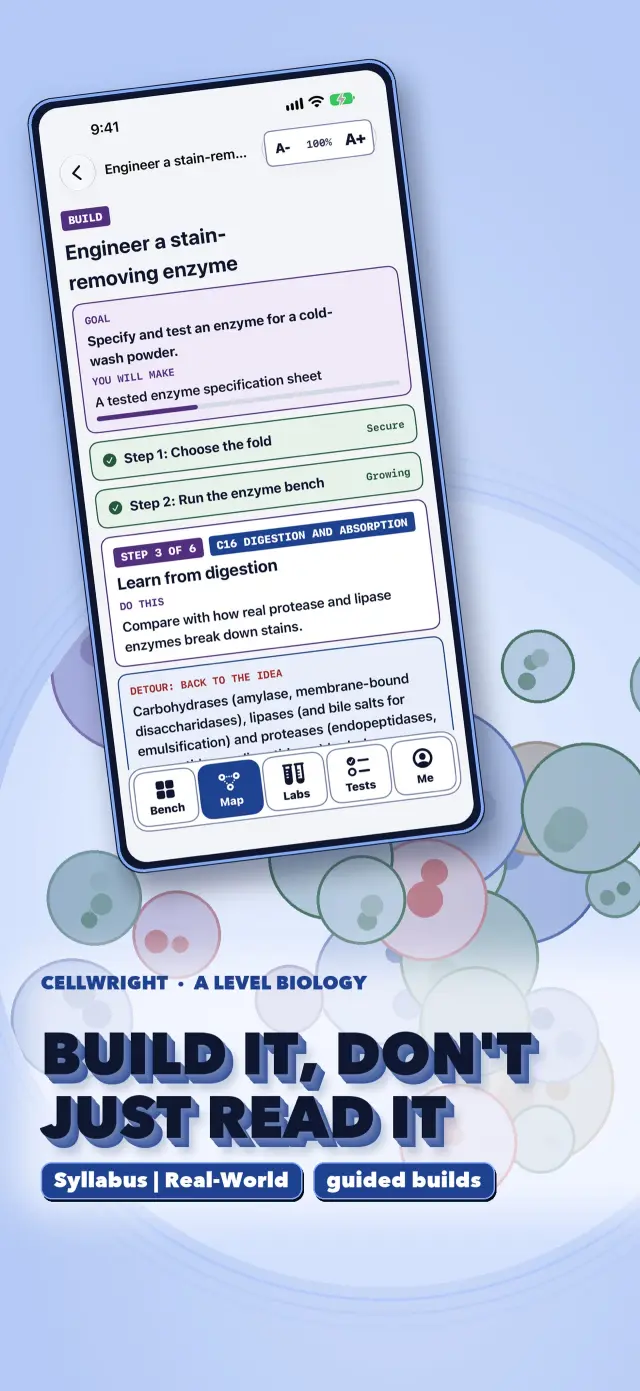 9:41
Engineer a stain-rem...
A- 100% A+
BUILD
Engineer a stain-
removing enzyme
GOAL
Specify and test an enzyme for a cold-
wash powder.
YOU WILL MAKE
A tested enzyme specification sheet
Step 1: Choose the fold
Secure
Step 2: Run the enzyme bench
Growing
STEP 3 OF 6
C16 DIGESTION AND ABSORPTION
Learn from digestion
DO THIS
Compare with how real protease and lipase
enzymes break down stains.
DETOUR: BACK TO THE IDEA
Carbohydrases (amylase, membrane-bound
disaccharidases), lipases (and bile salts for
emulsification) and proteases (endopeptidases,
Bench
Map
Labs
Tests
Me
CELLWRIGHT • A LEVEL BIOLOGY
BUILD IT, DON'T
JUST READ IT
Syllabus | Real-World
guided builds